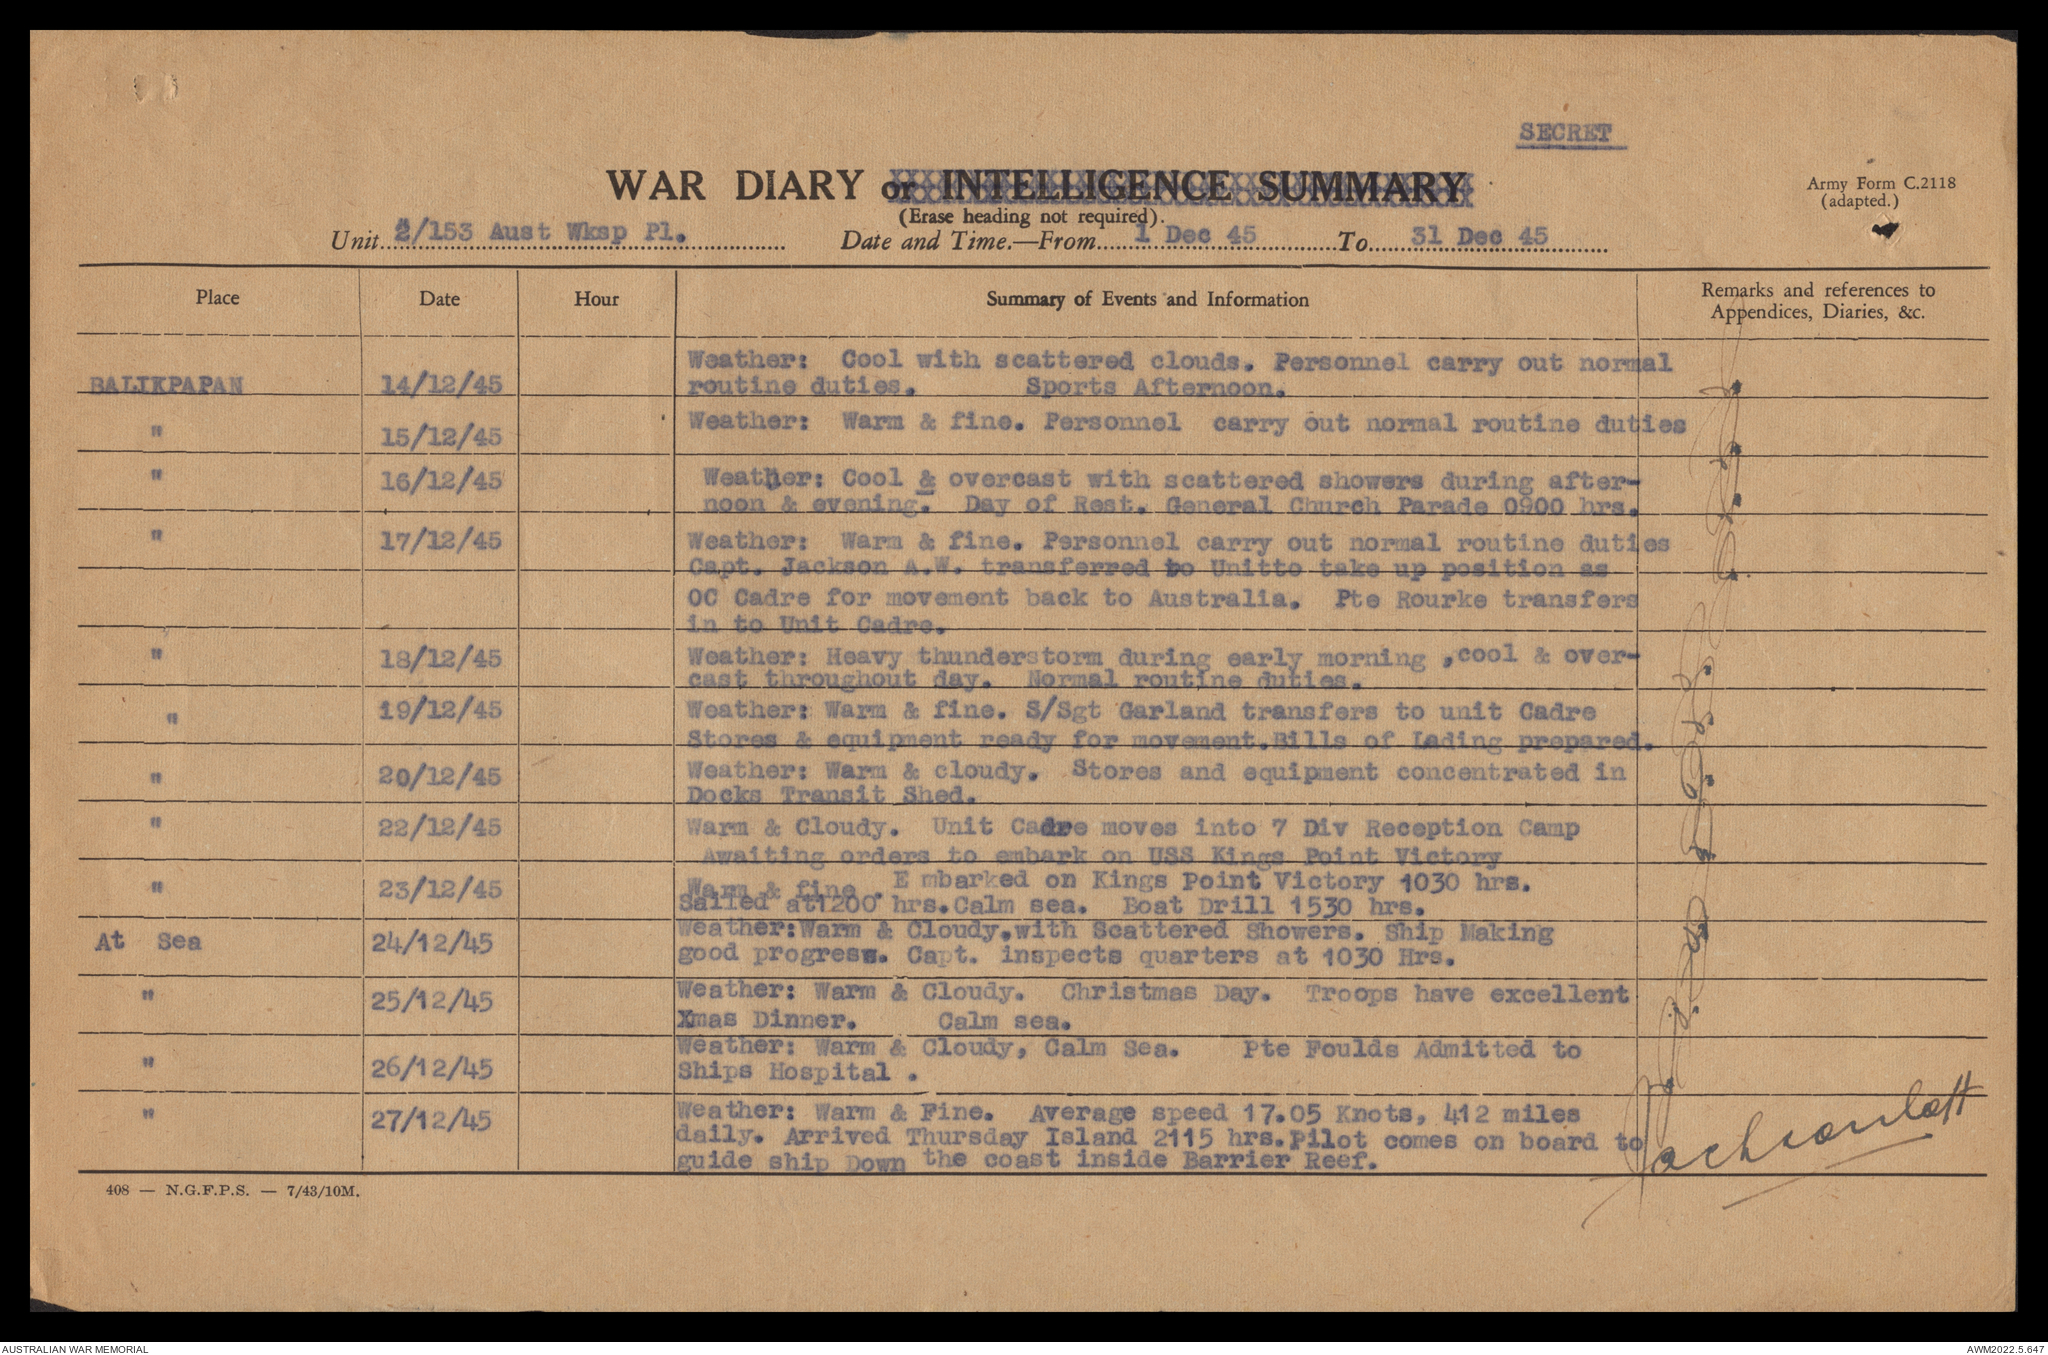 SECRET
WAR DIARY or INTELLIGENCE SUMMARY
Army Form C.2118
(adapted.)
(Erase heading not required).
Unit 2/153 Aust Wksp Pl. Date and Time.—From 1 Dec 45 To 31 Dec 45
Place Date Hour Summary of Events and Information Remarks and references to
Appendices, Diaries, &c.
Weather: Cool with scattered clouds. Personnel carry out normal
BALIKPAPAN 14/12/45 routine duties. Sports Afternoon.
" 15/12/45 Weather: Warm & fine. Personnel carry out normal routine duties
" 16/12/45 Weather: Cool & overcast with scattered showers during after-
noon & evening. Day of Rest. General Church Parade 0900 hrs.
" 17/12/45 Weather: Warm & fine. Personnel carry out normal routine duties
Capt. Jackson A.W. transferred to Unitto take up position as
OC Cadre for movement back to Australia. Pte Rourke transfers
in to Unit Cadre.
" 18/12/45 Weather: Heavy thunderstorm during early morning ,cool & over-
cast throughout day. Normal routine duties.
" 19/12/45 Weather: Warm & fine. S/Sgt Garland transfers to unit Cadre
Stores & equipment ready for movement.Bills of Lading prepared.
" 20/12/45 Weather: Warm & cloudy. Stores and equipment concentrated in
Docks Transit Shed.
" 22/12/45 Warm & Cloudy. Unit Cadre moves into 7 Div Reception Camp
Awaiting orders to embark on USS Kings Point Victory
" 23/12/45 Warm & fine . E mbarked on Kings Point Victory 1030 hrs.
Sailed at1200 hrs.Calm sea. Boat Drill 1530 hrs.
At Sea 24/12/45 Weather:Warm & Cloudy.with Scattered Showers. Ship Making
good progress. Capt. inspects quarters at 1030 Hrs.
" 25/12/45 Weather: Warm & Cloudy. Christmas Day. Troops have excellent
Xmas Dinner. Calm sea.
" 26/12/45 Weather: Warm & Cloudy, Calm Sea. Pte Foulds Admitted to
Ships Hospital .
" 27/12/45 Weather: Warm & Fine. Average speed 17.05 Knots, 412 miles
daily. Arrived Thursday Island 2115 hrs.Pilot comes on board to
guide ship Down the coast inside Barrier Reef.
Jackson Capt
408 — N.G.F.P.S. — 7/43/10M.
AUSTRALIAN WAR MEMORIAL AWM2022.5.647